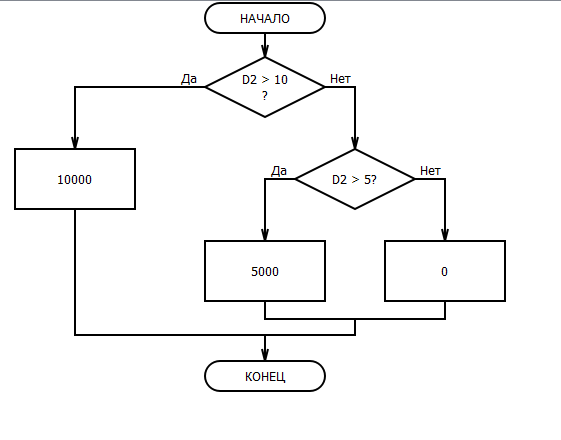 НАЧАЛО
Да
D2 > 10
?
Нет
10000
Да
D2 > 5?
Нет
5000
0
КОНЕЦ